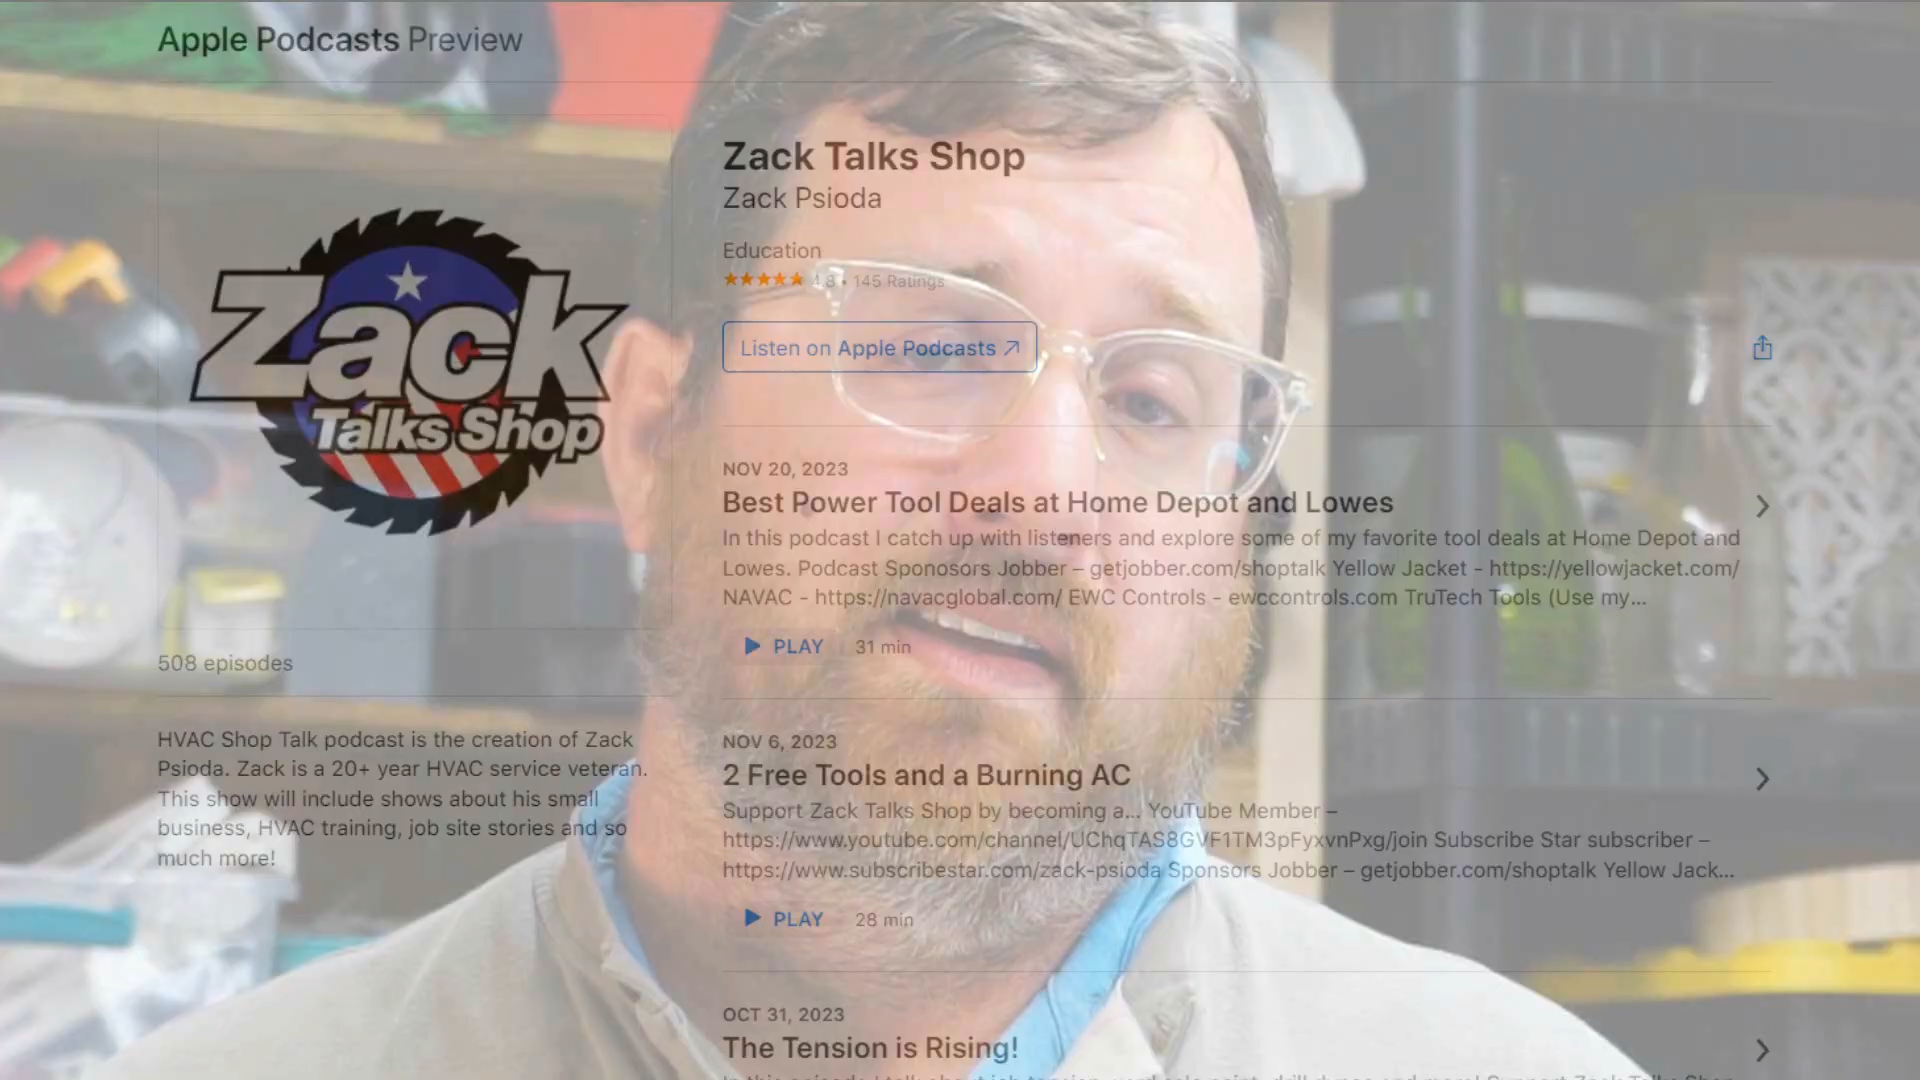 Apple Podcasts Preview
Zack
Talks Shop
508 episodes
HVAC Shop Talk podcast is the creation of Zack
Psioda. Zack is a 20+ year HVAC service veteran.
This show will include shows about his small
business, HVAC training, job site stories and so
much more!
Zack Talks Shop
Zack Psioda
Education
4.8 • 145 Ratings
Listen on Apple Podcasts ↗
NOV 20, 2023
Best Power Tool Deals at Home Depot and Lowes
In this podcast I catch up with listeners and explore some of my favorite tool deals at Home Depot and
Lowes. Podcast Sponosors Jobber – getjobber.com/shoptalk Yellow Jacket - https://yellowjacket.com/
NAVAC - https://navacglobal.com/ EWC Controls - ewccontrols.com TruTech Tools (Use my...
PLAY 31 min
NOV 6, 2023
2 Free Tools and a Burning AC
Support Zack Talks Shop by becoming a... YouTube Member –
https://www.youtube.com/channel/UChqTAS8GVF1TM3pFyxvnPxg/join Subscribe Star subscriber –
https://www.subscribestar.com/zack-psioda Sponsors Jobber – getjobber.com/shoptalk Yellow Jack...
PLAY 28 min
OCT 31, 2023
The Tension is Rising!